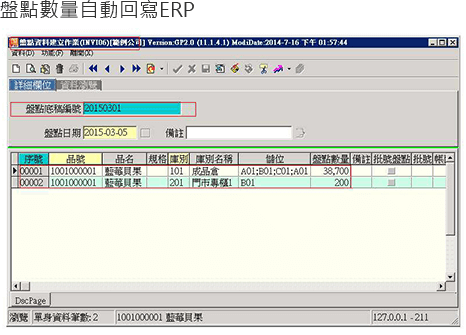 盤點數量自動回寫ERP
盤點資料建立作業(INVI06)[範例公司] Version:GP2.0 (11.1.4.1) ModiDate:2014-7-16 下午 01:57:44
資料(D) 功能(F) 離開(X)
詳細欄位 資料瀏覽
盤點底稿編號 20150301
盤點日期 2015-03-05 備註
序號 品號 品名 規格 庫別 庫別名稱 儲位 盤點數量 備註 批號盤點 批號
00001 1001000001 藍莓貝果 101 成品倉 A01;B01;C01;A01 38,700
00002 1001000001 藍莓貝果 201 門市專櫃1 B01 200
DscPage
瀏覽 單身資料筆數: 2 1001000001 藍莓貝果 127.0.0.1 - 211